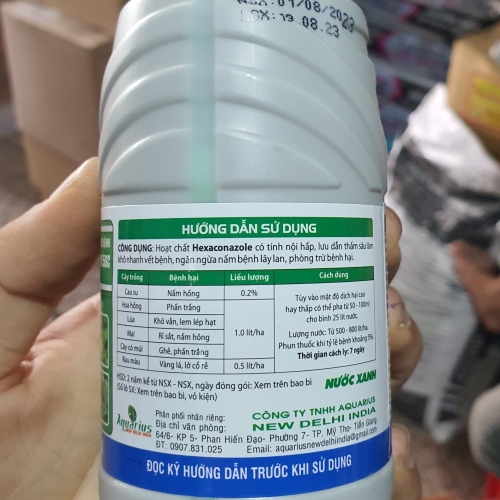 NSX: 01/08/2023
LSX: 19.08.23
HƯỚNG DẪN SỬ DỤNG
CÔNG DỤNG: Hoạt chất Hexaconazole có tính nội hấp, lưu dẫn thấm sâu làm
khô nhanh vết bệnh, ngăn ngừa nấm bệnh lây lan, phòng trừ bệnh hại.
Cây trồng Bệnh hại Liều lượng Cách dùng
Cao su Nấm hồng 0.2%
Hoa hồng Phấn trắng
Lúa Khô vằn, lem lép hạt
Mai Rỉ sắt, nấm hồng 1.0 lít/ha
Cây có múi Ghẻ, phấn trắng
Rau màu Vàng lá, lở cổ rễ 0.5 lít/ha
Tùy vào mật độ dịch hại cao
hay thấp có thể pha từ 50 - 100ml
cho bình 25 lít nước.
Lượng nước: Từ 500 - 800 lít/ha.
Phun thuốc khi tỷ lệ bệnh khoảng 5%
Thời gian cách ly: 7 ngày
HSD: 2 năm kể từ NSX - NSX, ngày đóng gói: Xem trên bao bì
(Số lô SX: Xem trên bao bì, vỏ kiện)
NƯỚC XANH
Aquarius
Phân phối nhãn riêng:
Địa chỉ văn phòng:
CÔNG TY TNHH AQUARIUS
NEW DELHI INDIA
64/6- KP 5- Phan Hiến Đạo- Phường 7- TP. Mỹ Tho- Tiền Giang
ĐT: 0907.831.025
Email: aquariusnewdelhiindia@gmail.com
ĐỌC KỸ HƯỚNG DẪN TRƯỚC KHI SỬ DỤNG